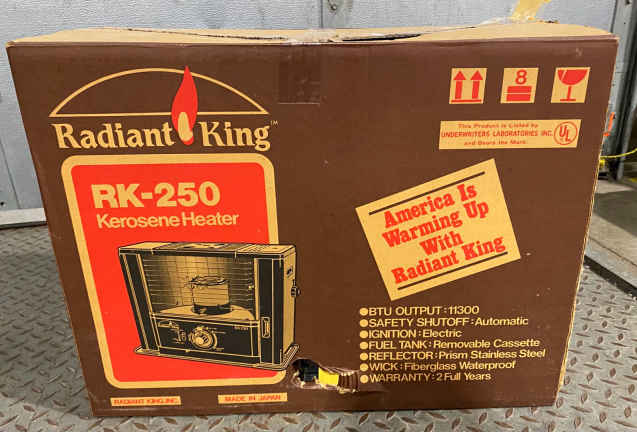 Radiant King™
8
This Product is Listed by
UNDERWRITERS LABORATORIES INC.
and Bears the Mark.
UL
RK-250
Kerosene Heater
America Is
Warming Up
With
Radiant King
●BTU OUTPUT:11300
●SAFETY SHUTOFF:Automatic
●IGNITION:Electric
●FUEL TANK:Removable Cassette
●REFLECTOR:Prism Stainless Steel
●WICK:Fiberglass Waterproof
●WARRANTY:2 Full Years
RADIANT KING, INC.
MADE IN JAPAN